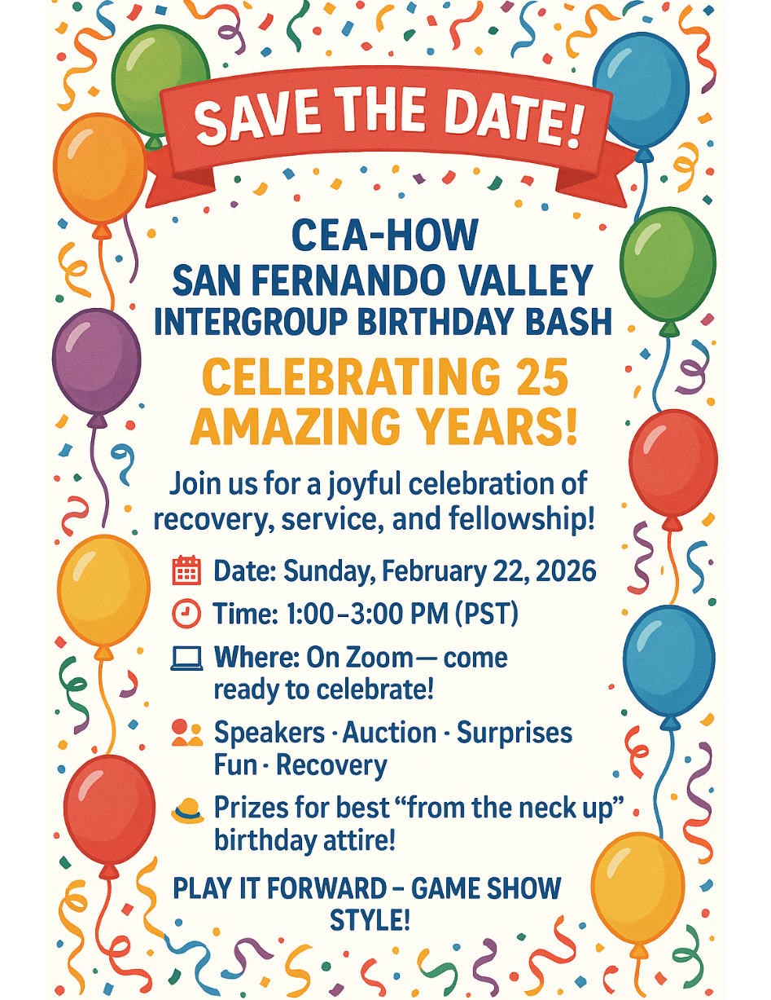 SAVE THE DATE!
CEA-HOW
SAN FERNANDO VALLEY
INTERGROUP BIRTHDAY BASH
CELEBRATING 25
AMAZING YEARS!
Join us for a joyful celebration of
recovery, service, and fellowship!
Date: Sunday, February 22, 2026
Time: 1:00–3:00 PM (PST)
Where: On Zoom — come
ready to celebrate!
Speakers · Auction · Surprises
Fun · Recovery
Prizes for best “from the neck up”
birthday attire!
PLAY IT FORWARD – GAME SHOW
STYLE!